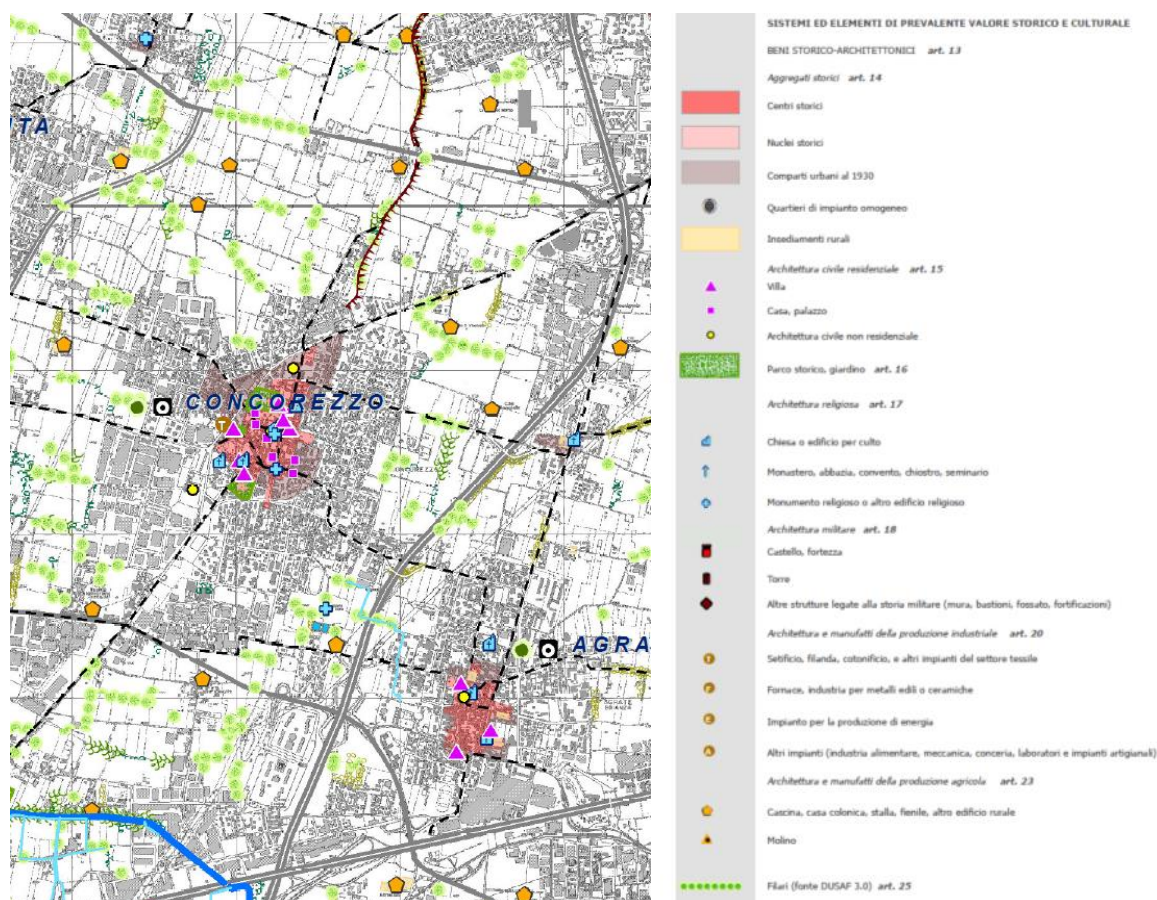 ITA
CONCOREZZO
AGRA
SISTEMI ED ELEMENTI DI PREVALENTE VALORE STORICO E CULTURALE
BENI STORICO-ARCHITETTONICI art. 13
Aggregati storici art. 14
Centri storici
Nuclei storici
Comparti urbani al 1930
Quartieri di impianto omogeneo
Insediamenti rurali
Architettura civile residenziale art. 15
Villa
Casa, palazzo
Architettura civile non residenziale
Parco storico, giardino art. 16
Architettura religiosa art. 17
Chiesa o edificio per culto
Monastero, abbazia, convento, chiostro, seminario
Monumento religioso o altro edificio religioso
Architettura militare art. 18
Castello, fortezza
Torre
Altre strutture legate alla storia militare (mura, bastioni, fossato, fortificazioni)
Architettura e manufatti della produzione industriale art. 20
Setificio, filanda, cotonificio, e altri impianti del settore tessile
Fornace, industria per metalli edili o ceramiche
Impianto per la produzione di energia
Altri impianti (industria alimentare, meccanica, conceria, laboratori e impianti artigianali)
Architettura e manufatti della produzione agricola art. 23
Cascina, casa colonica, stalla, fienile, altro edificio rurale
Molino
Filari (fonte DUSAF 3.0) art. 25